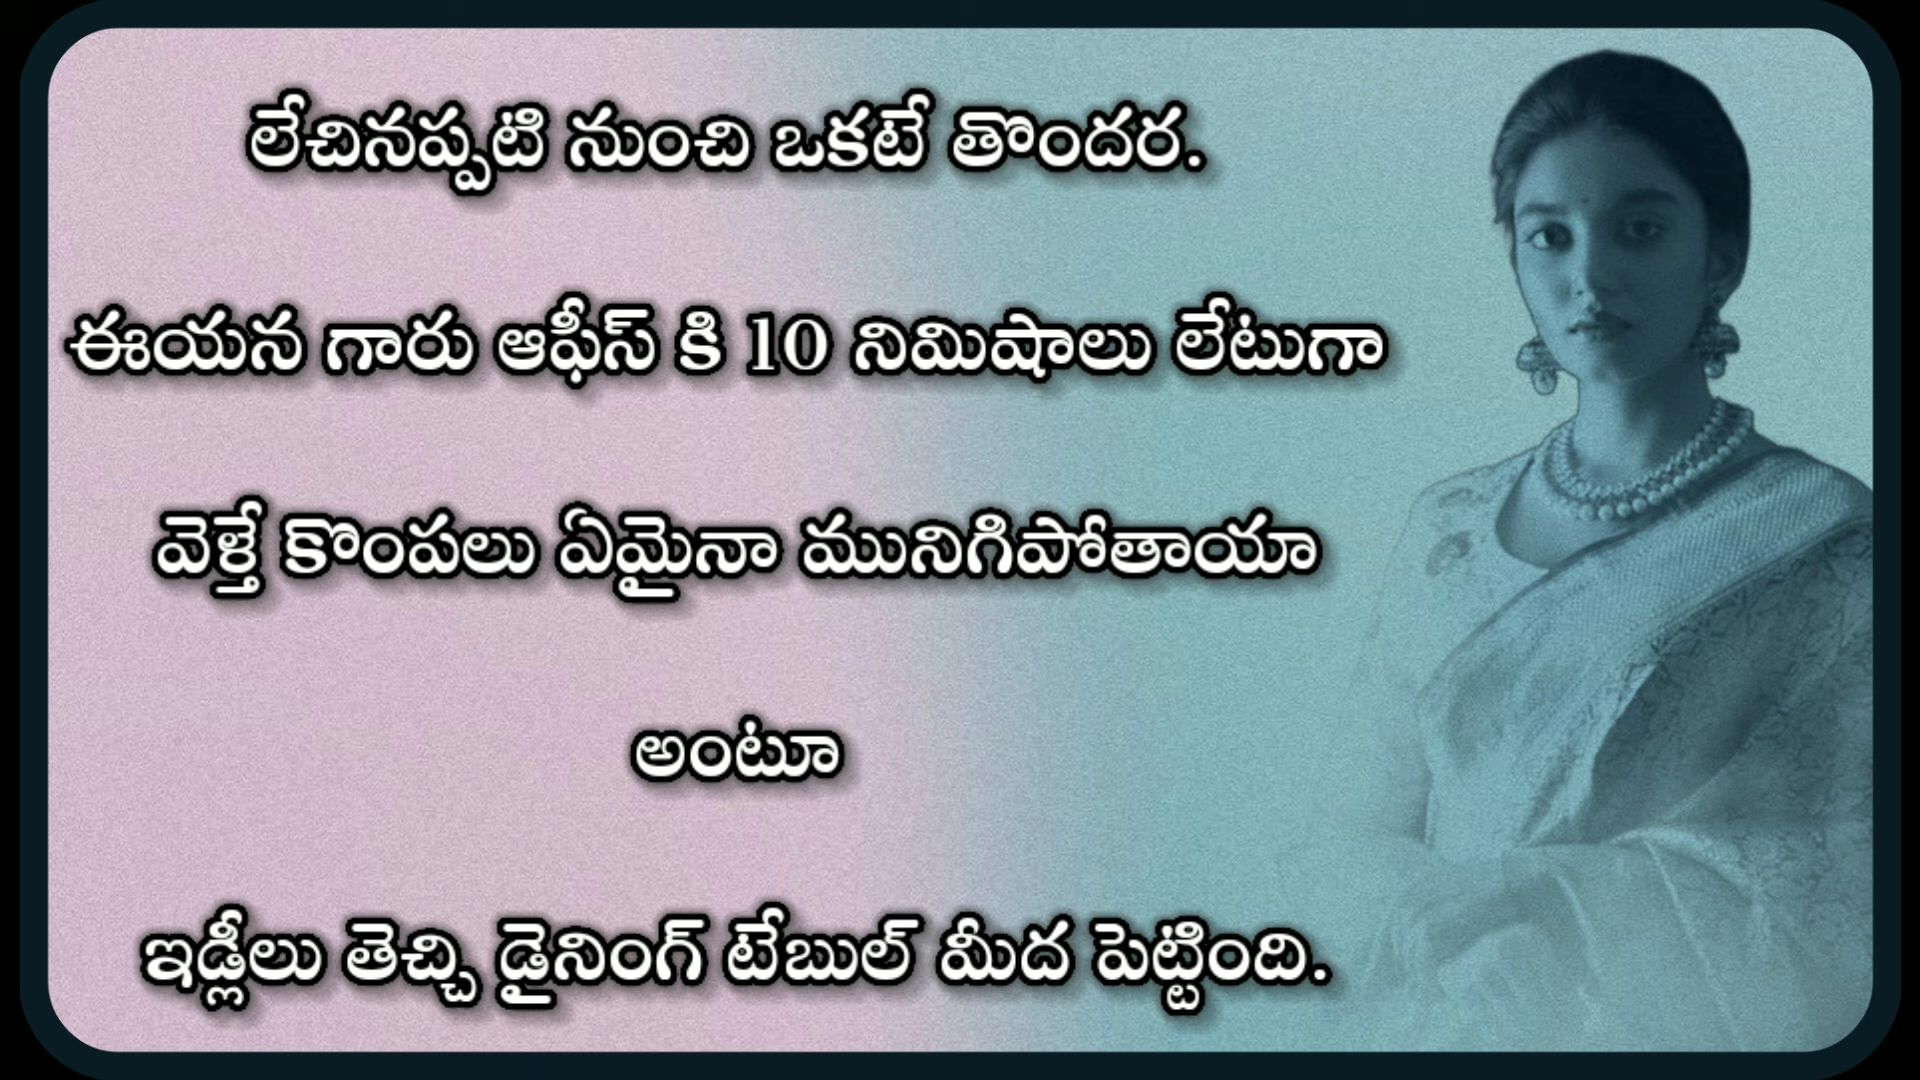 లేచినప్పటి నుంచి ఒకటే తొందర.
ఈయన గారు ఆఫీస్ కి 10 నిమిషాలు లేటుగా
వెళ్తే కొంపలు ఏమైనా మునిగిపోతాయా
అంటూ
ఇడ్లీలు తెచ్చి డైనింగ్ టేబుల్ మీద పెట్టింది.